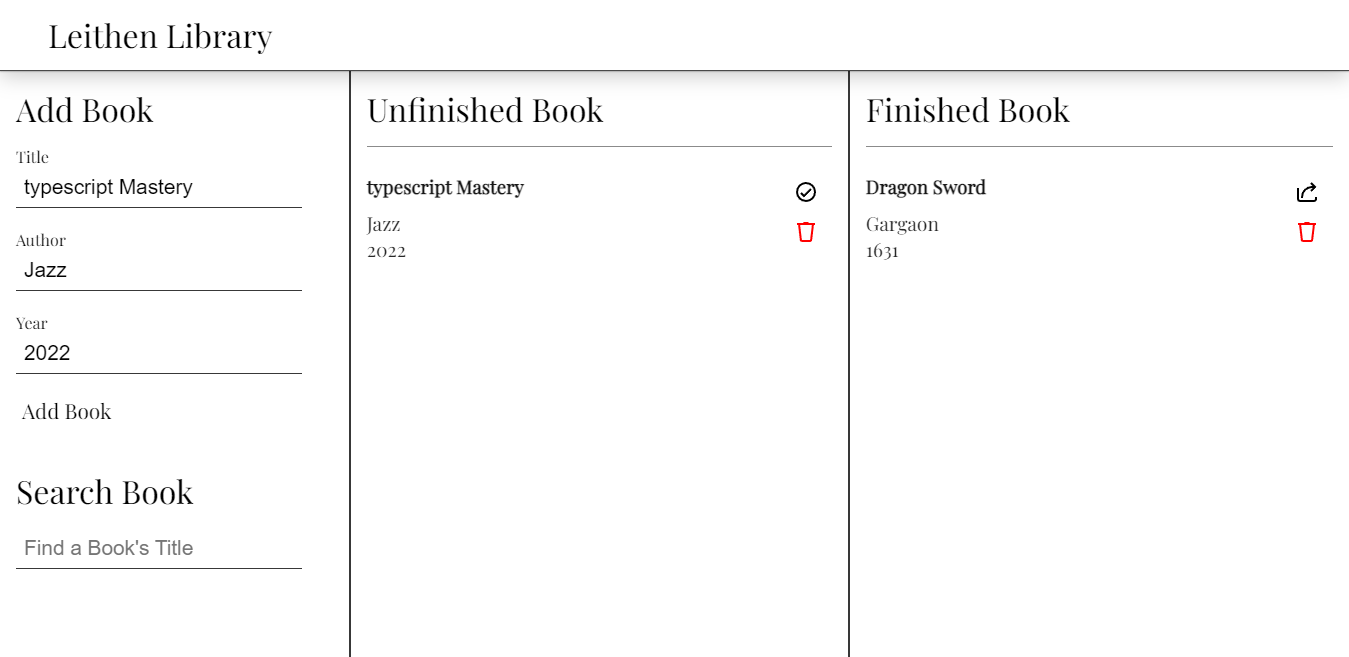 Leithen Library
Add Book
Title
typescript Mastery
Author
Jazz
Year
2022
Add Book
Search Book
Find a Book's Title
Unfinished Book
typescript Mastery
Jazz
2022
Finished Book
Dragon Sword
Gargaon
1631